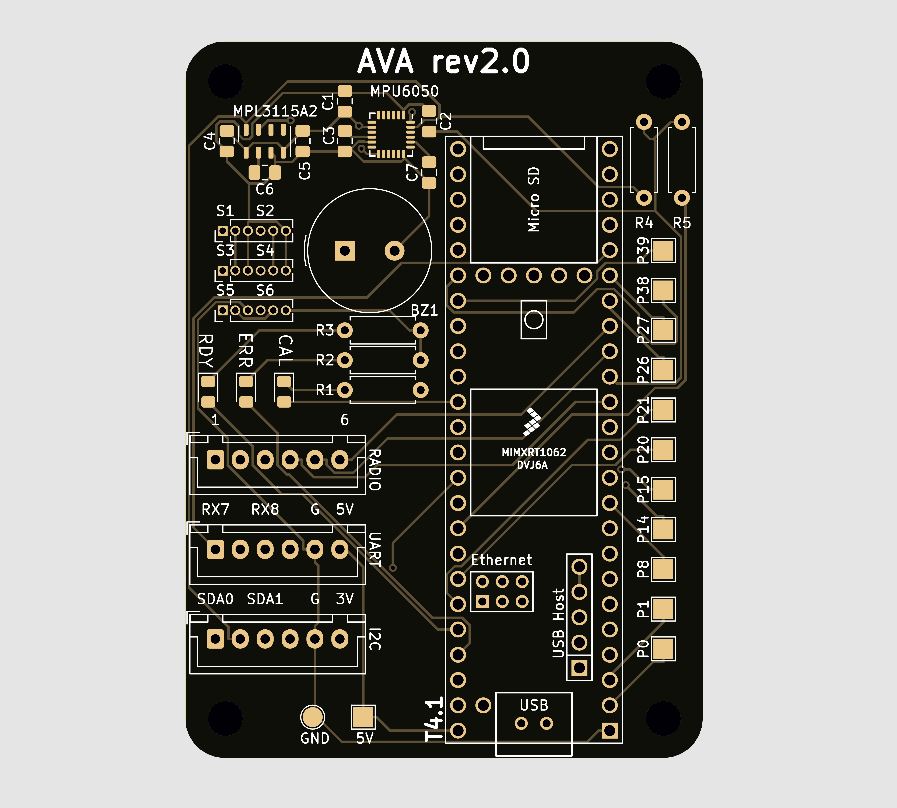 AVA rev2.0
C1
MPU6050
MPL3115A2
C2
C4
C3
C5
C7
C6
Micro SD
S1 S2
R4 R5
S3 S4
P39
S5 S6
P38
BZ1
R3
P27
RDY ERR CAL
R2
P26
R1
1 6
P21
MIMXRT1062
DVJ6A
P20
RADIO
P15
RX7 RX8 G 5V
P14
UART
Ethernet
P8
SDA0 SDA1 G 3V
USB Host
P1
I2C
P0
T4.1
USB
GND 5V